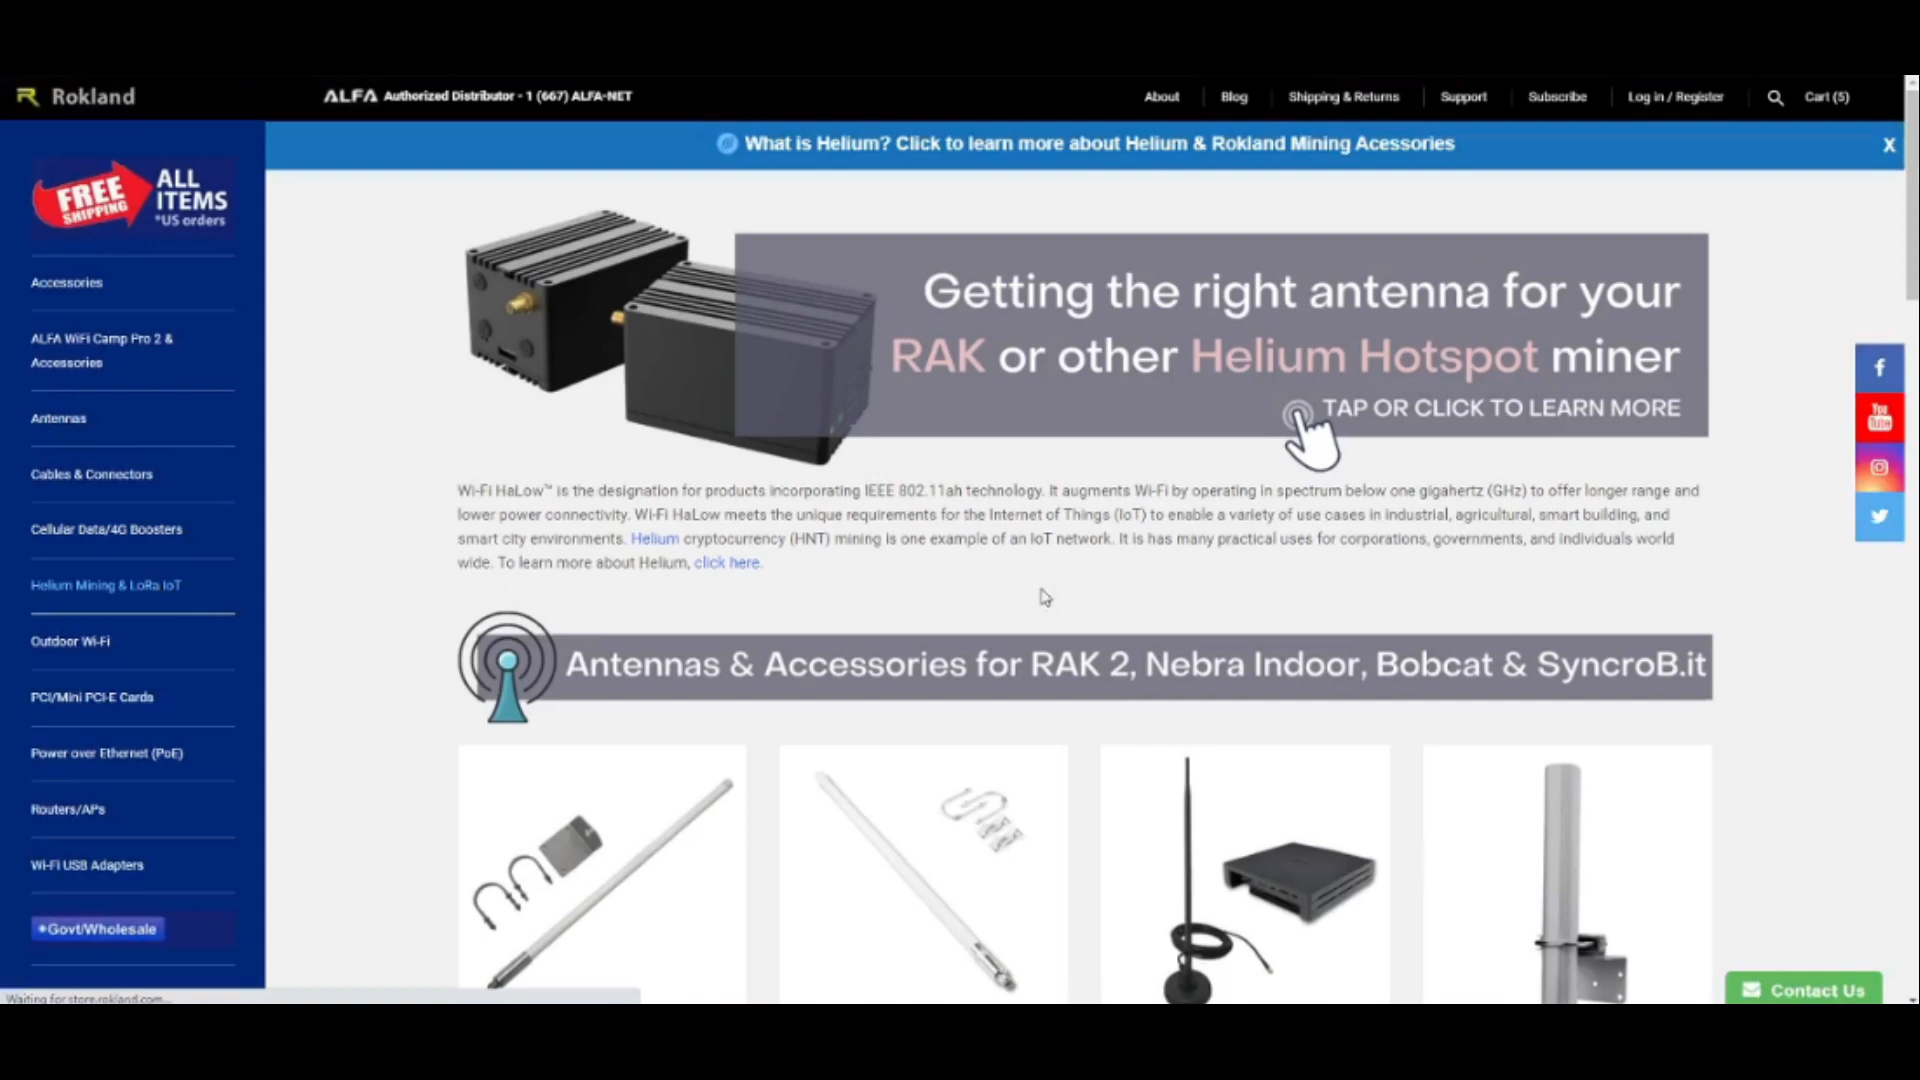 Rokland
ALFA Authorized Distributor - 1 (667) ALFA-NET
About
Blog
Shipping & Returns
Support
Subscribe
Log in / Register
Cart (5)
What is Helium? Click to learn more about Helium & Rokland Mining Acessories
X
FREE SHIPPING
ALL
ITEMS
*US orders
Accessories
ALFA WiFi Camp Pro 2 &
Accessories
Antennas
Cables & Connectors
Cellular Data/4G Boosters
Helium Mining & LoRa IoT
Outdoor Wi-Fi
PCI/Mini PCI-E Cards
Power over Ethernet (PoE)
Routers/APs
Wi-Fi USB Adapters
*Govt/Wholesale
Getting the right antenna for your
RAK or other Helium Hotspot miner
TAP OR CLICK TO LEARN MORE
Wi-Fi HaLow™ is the designation for products incorporating IEEE 802.11ah technology. It augments Wi-Fi by operating in spectrum below one gigahertz (GHz) to offer longer range and
lower power connectivity. Wi-Fi HaLow meets the unique requirements for the Internet of Things (IoT) to enable a variety of use cases in industrial, agricultural, smart building, and
smart city environments. Helium cryptocurrency (HNT) mining is one example of an IoT network. It is has many practical uses for corporations, governments, and individuals world
wide. To learn more about Helium, click here.
Antennas & Accessories for RAK 2, Nebra Indoor, Bobcat & SyncroB.it
f
You
Tube
Contact Us
Waiting for store.rokland.com...